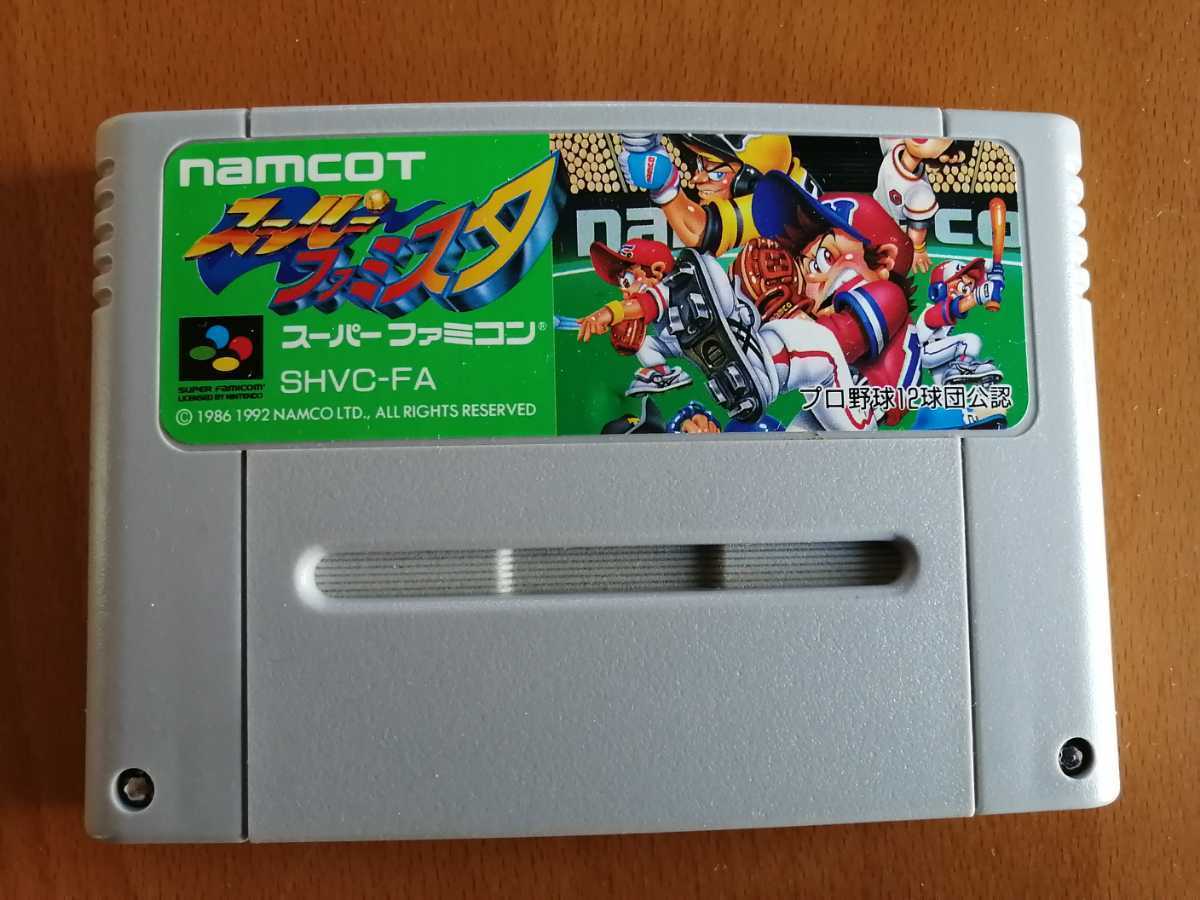 namcot
スーパー
ファミスタ
スーパーファミコン®
SUPER FAMICOM
LICENSED BY NINTENDO
SHVC-FA
© 1986 1992 NAMCO LTD., ALL RIGHTS RESERVED
プロ野球12球団公認